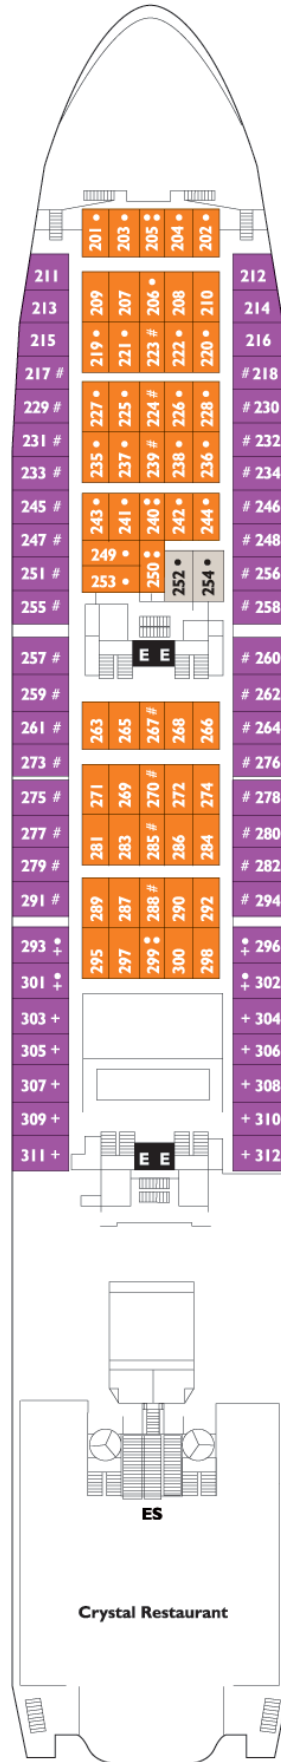 201 • 203 • 205 •• 204 • 202 •
211 212
209 207 206 • 208 210
213 214
215 219 • 221 • 223 # 222 • 220 • 216
217 # # 218
229 # 227 • 225 • 224 # 226 • 228 • # 230
231 # # 232
233 # 235 • 237 • 239 # 238 • 236 • # 234
245 # 243 • 241 • 240 •• 242 • 244 • # 246
247 # # 248
249 •
251 # 253 • 250 •• 252 • 254 • # 256
255 # # 258
257 # E E # 260
259 # # 262
261 # 263 265 267 # 268 266 # 264
273 # # 276
275 # 271 269 270 # 272 274 # 278
277 # # 280
279 # 281 283 285 # 286 284 # 282
291 # 289 287 288 # 290 292 # 294
293 •+ 295 297 299 •• 300 298 •+ 296
301 •+ •+ 302
303 + + 304
305 + + 306
307 + + 308
309 + + 310
311 + E E + 312
ES
Crystal Restaurant